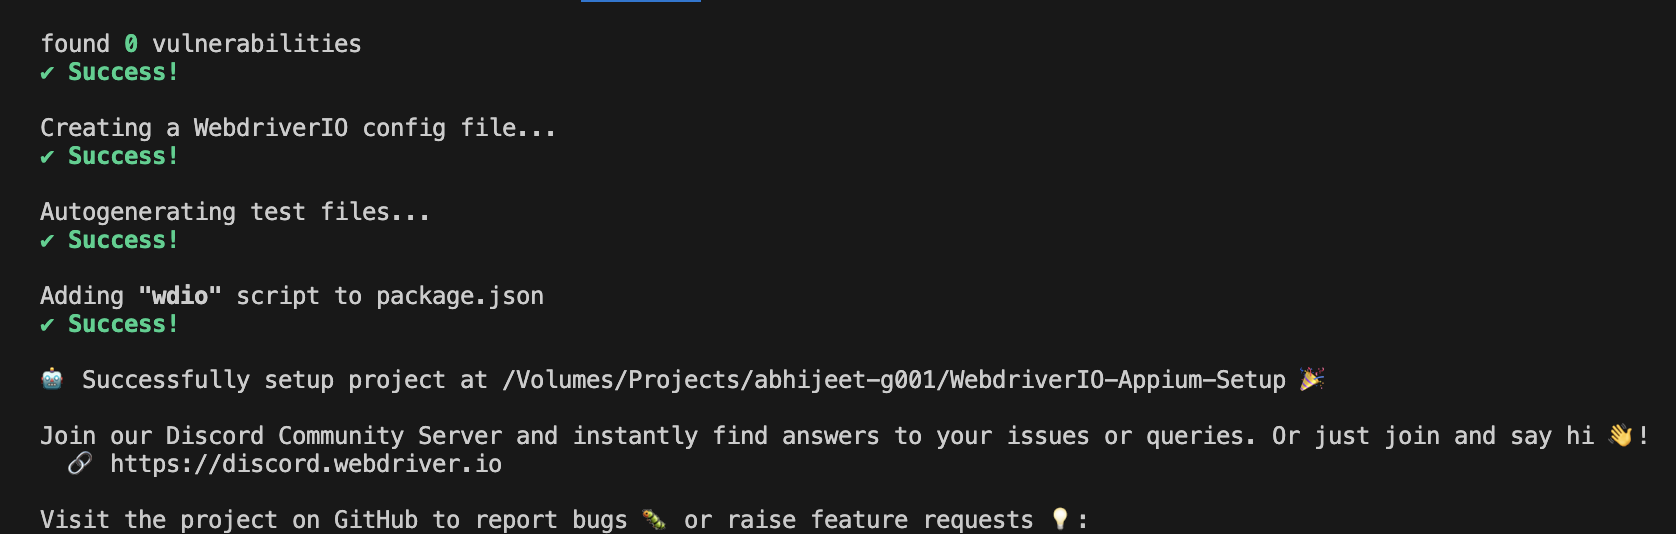 found 0 vulnerabilities
✔ Success!
Creating a WebdriverIO config file...
✔ Success!
Autogenerating test files...
✔ Success!
Adding "wdio" script to package.json
✔ Success!
🤖 Successfully setup project at /Volumes/Projects/abhijeet-g001/WebdriverIO-Appium-Setup 🎉
Join our Discord Community Server and instantly find answers to your issues or queries. Or just join and say hi 👋!
🔗 https://discord.webdriver.io
Visit the project on GitHub to report bugs 🐛 or raise feature requests 💡: